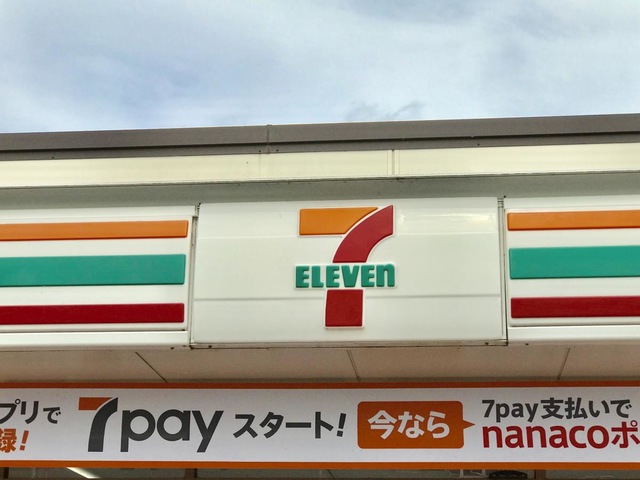 7
ELEVEn
プリで
録!
7pay スタート!
今なら
7pay支払いで
nanacoポ